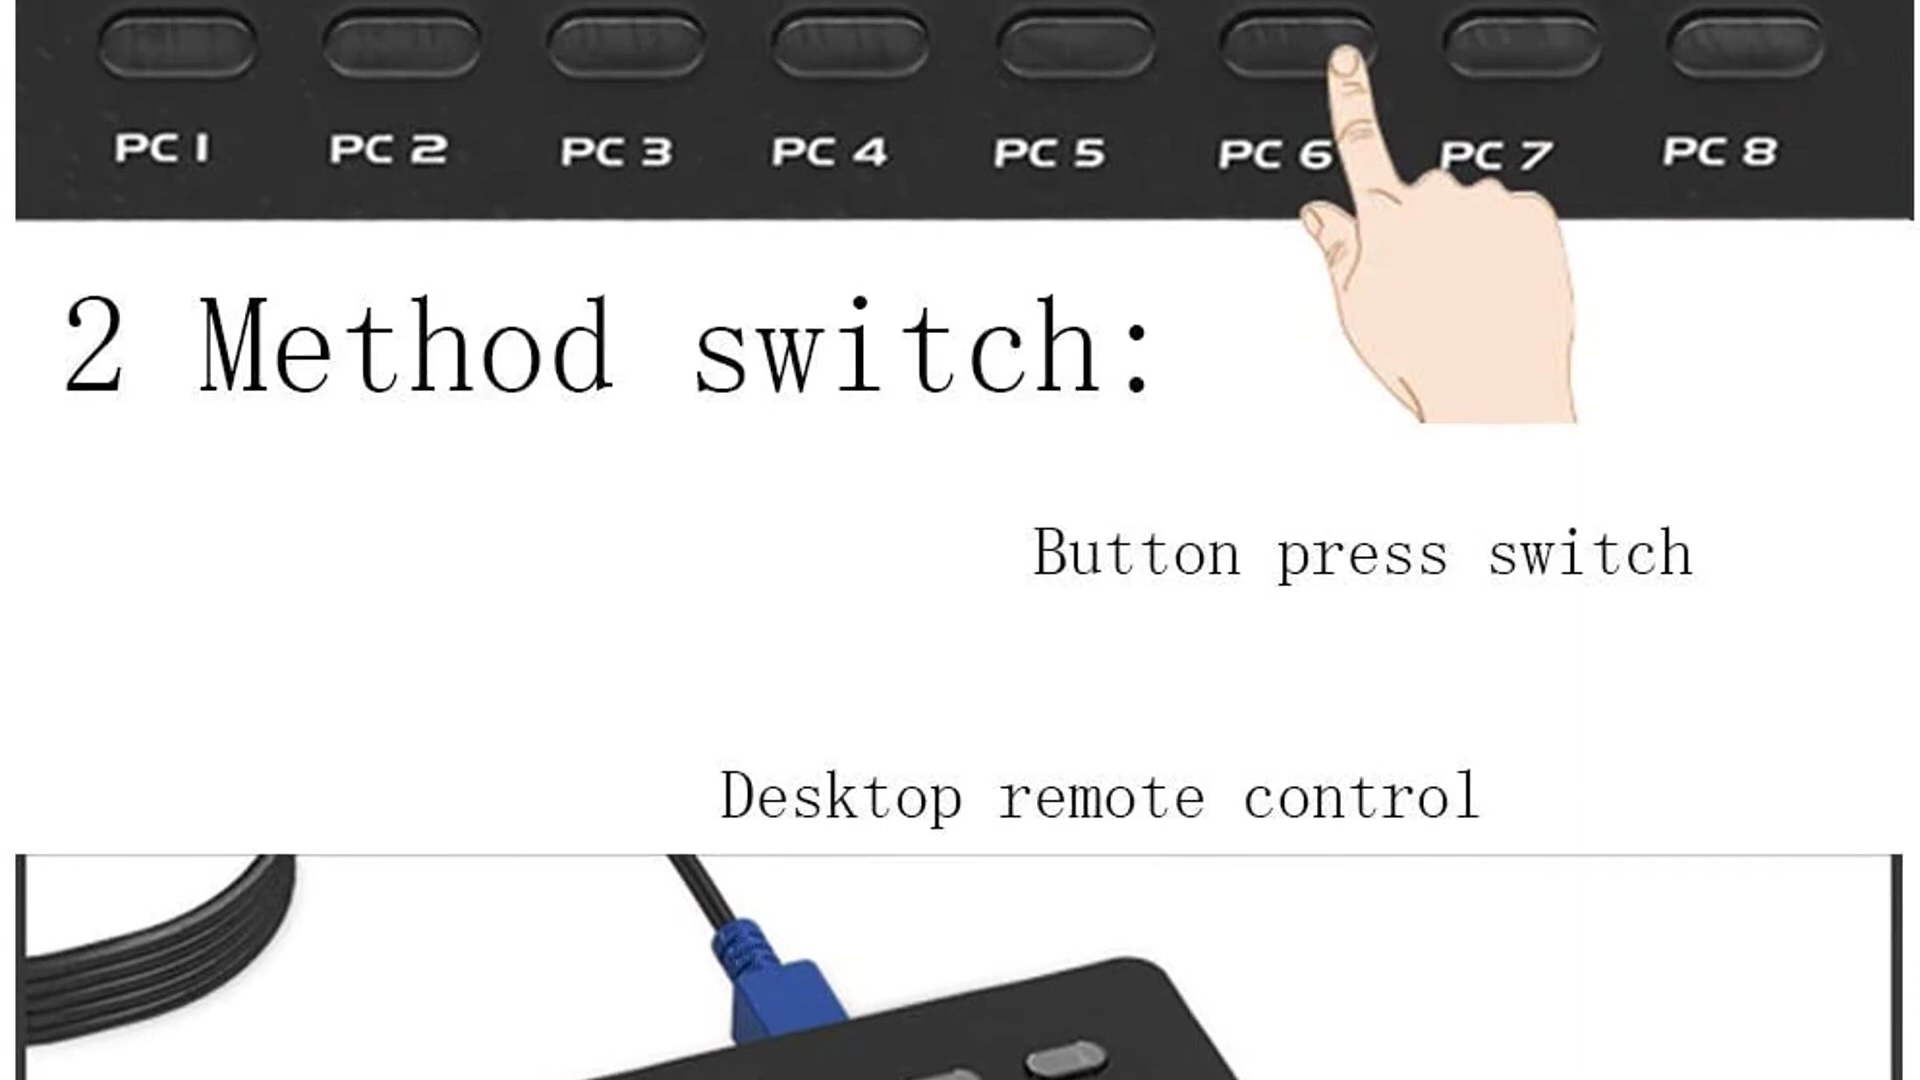 PC 1 PC 2 PC 3 PC 4 PC 5 PC 6 PC 7 PC 8
2 Method switch:
Button press switch
Desktop remote control